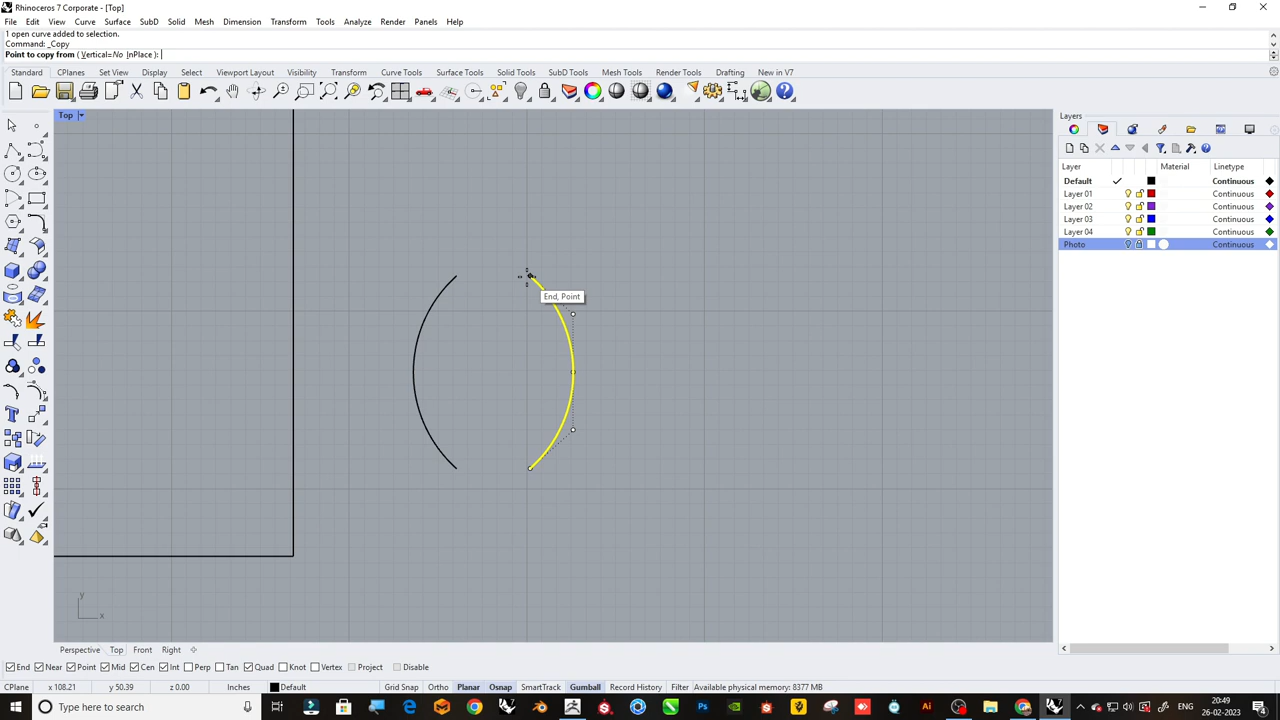 Rhinoceros 7 Corporate - [Top]
File Edit View Curve Surface SubD Solid Mesh Dimension Transform Tools Analyze Render Panels Help
1 open curve added to selection.
Command: _Copy
Point to copy from ( Vertical=No InPlace ):
Standard CPlanes Set View Display Select Viewport Layout Visibility Transform Curve Tools Surface Tools Solid Tools SubD Tools Mesh Tools Render Tools Drafting New in V7
Top
Layers
Layer Material Linetype
Default Continuous
Layer 01 Continuous
Layer 02 Continuous
Layer 03 Continuous
Layer 04 Continuous
Photo Continuous
End, Point
y
x
Perspective Top Front Right
End Near Point Mid Cen Int Perp Tan Quad Knot Vertex Project Disable
CPlane x 108.21 y 50.39 z 0.00 Inches Default Grid Snap Ortho Planar Osnap SmartTrack Gumball Record History Filter Available physical memory: 8377 MB
Type here to search
20:49
26-02-2023